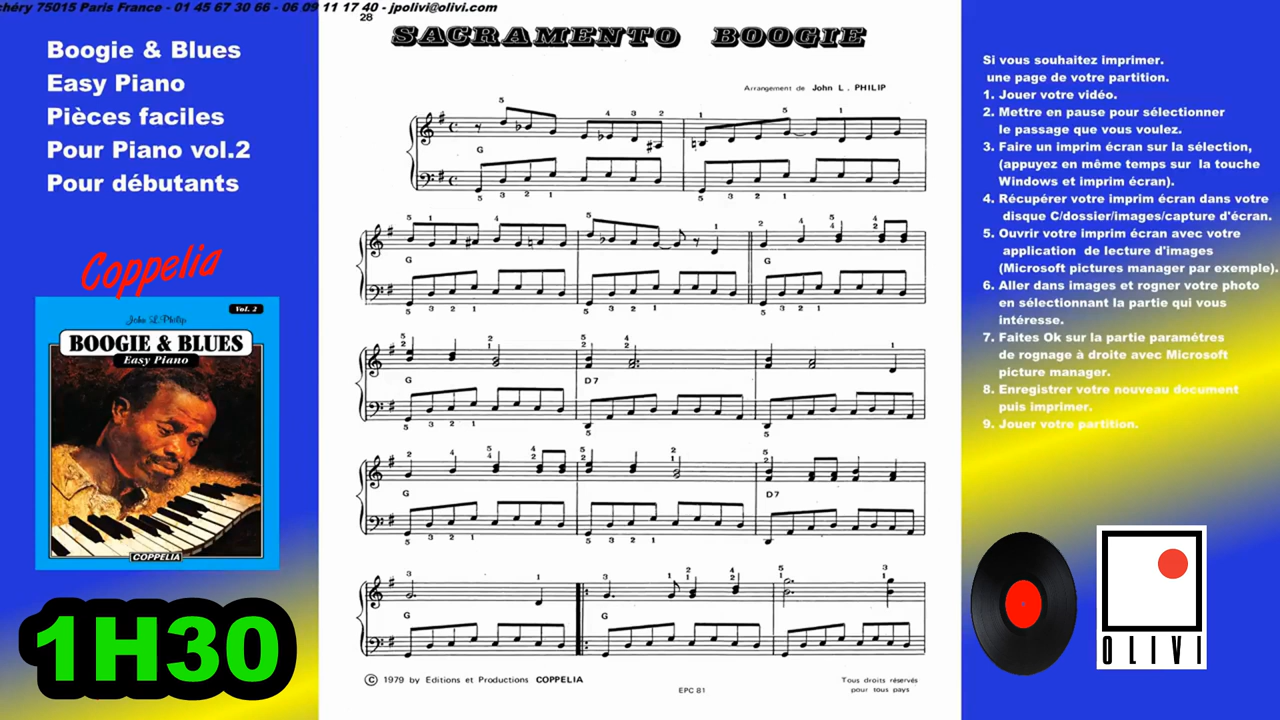 chéry 75015 Paris France - 01 45 67 30 66 - 06 09 11 17 40 - jpolivi@olivi.com
Boogie & Blues
Easy Piano
Pièces faciles
Pour Piano vol.2
Pour débutants
Coppelia
Vol. 2
John L. Philip
BOOGIE & BLUES
Easy Piano
COPPELIA
1H30
28
SACRAMENTO BOOGIE
Arrangement de John L. PHILIP
G
G
G
G
D7
G
D7
G
G
© 1979 by Editions et Productions COPPELIA
EPC 81
Tous droits réservés
pour tous pays
Si vous souhaitez imprimer.
une page de votre partition.
1. Jouer votre vidéo.
2. Mettre en pause pour sélectionner
le passage que vous voulez.
3. Faire un imprim écran sur la sélection,
(appuyez en même temps sur la touche
Windows et imprim écran).
4. Récupérer votre imprim écran dans votre
disque C/dossier/images/capture d'écran.
5. Ouvrir votre imprim écran avec votre
application de lecture d'images
(Microsoft pictures manager par exemple).
6. Aller dans images et rogner votre photo
en sélectionnant la partie qui vous
intéresse.
7. Faites Ok sur la partie paramétres
de rognage à droite avec Microsoft
picture manager.
8. Enregistrer votre nouveau document
puis imprimer.
9. Jouer votre partition.
OLIVI